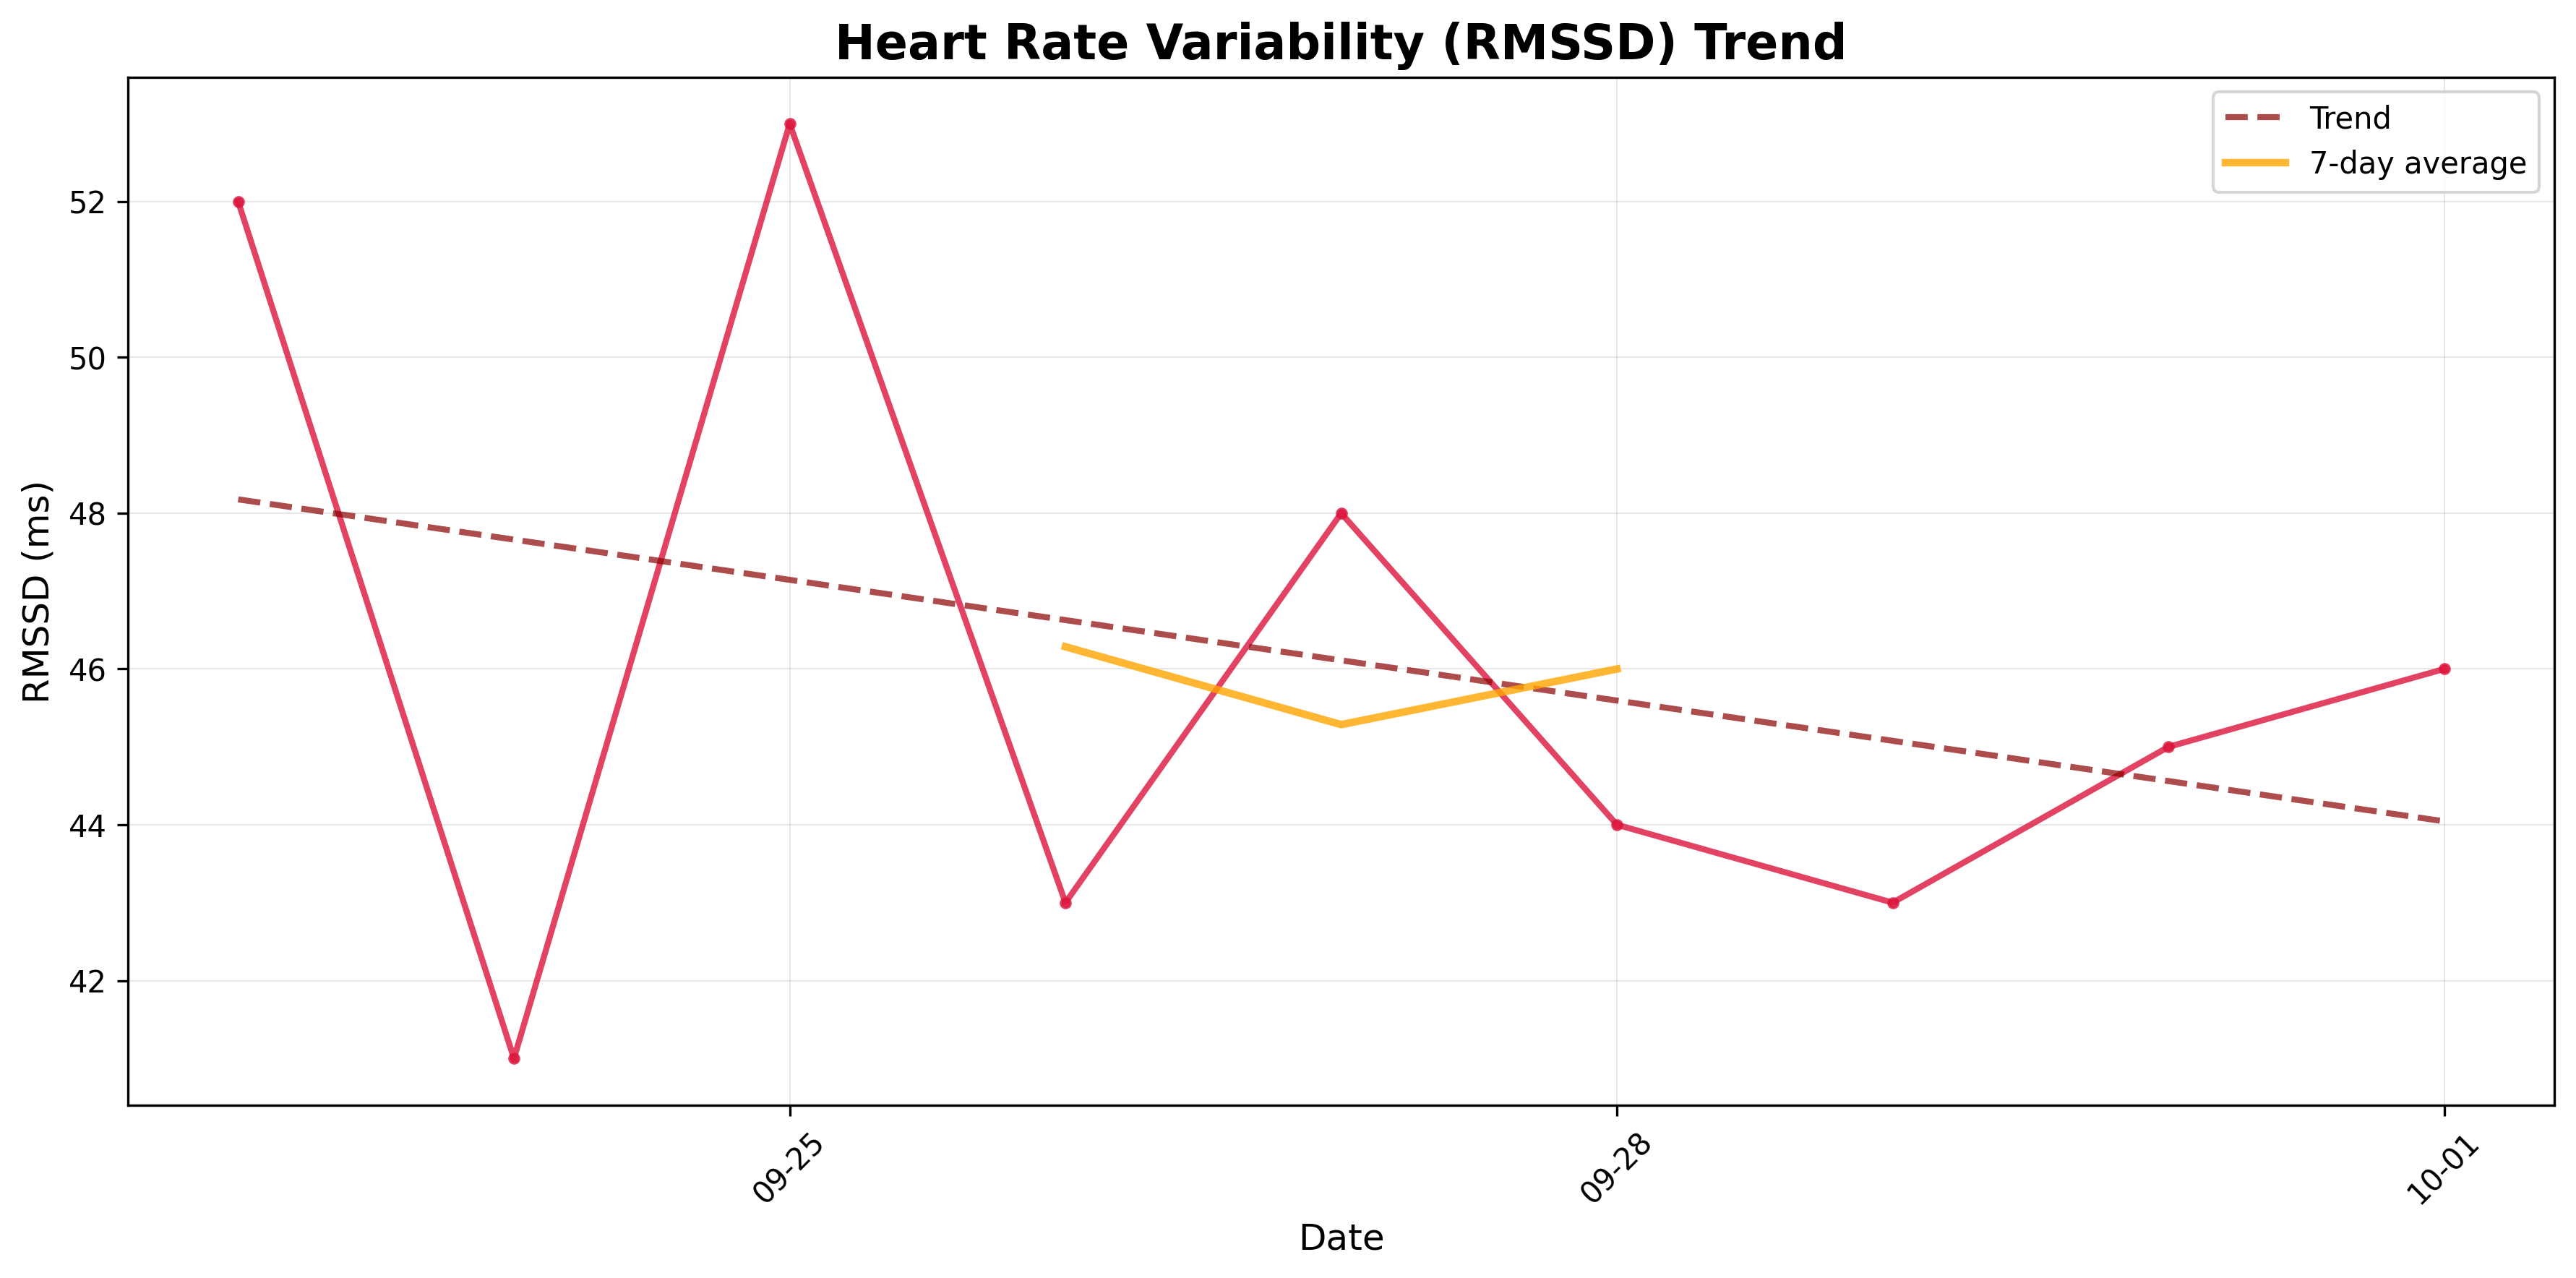 Heart Rate Variability (RMSSD) Trend
Trend
7-day average
RMSSD (ms)
52
50
48
46
44
42
09-25
09-28
10-01
Date